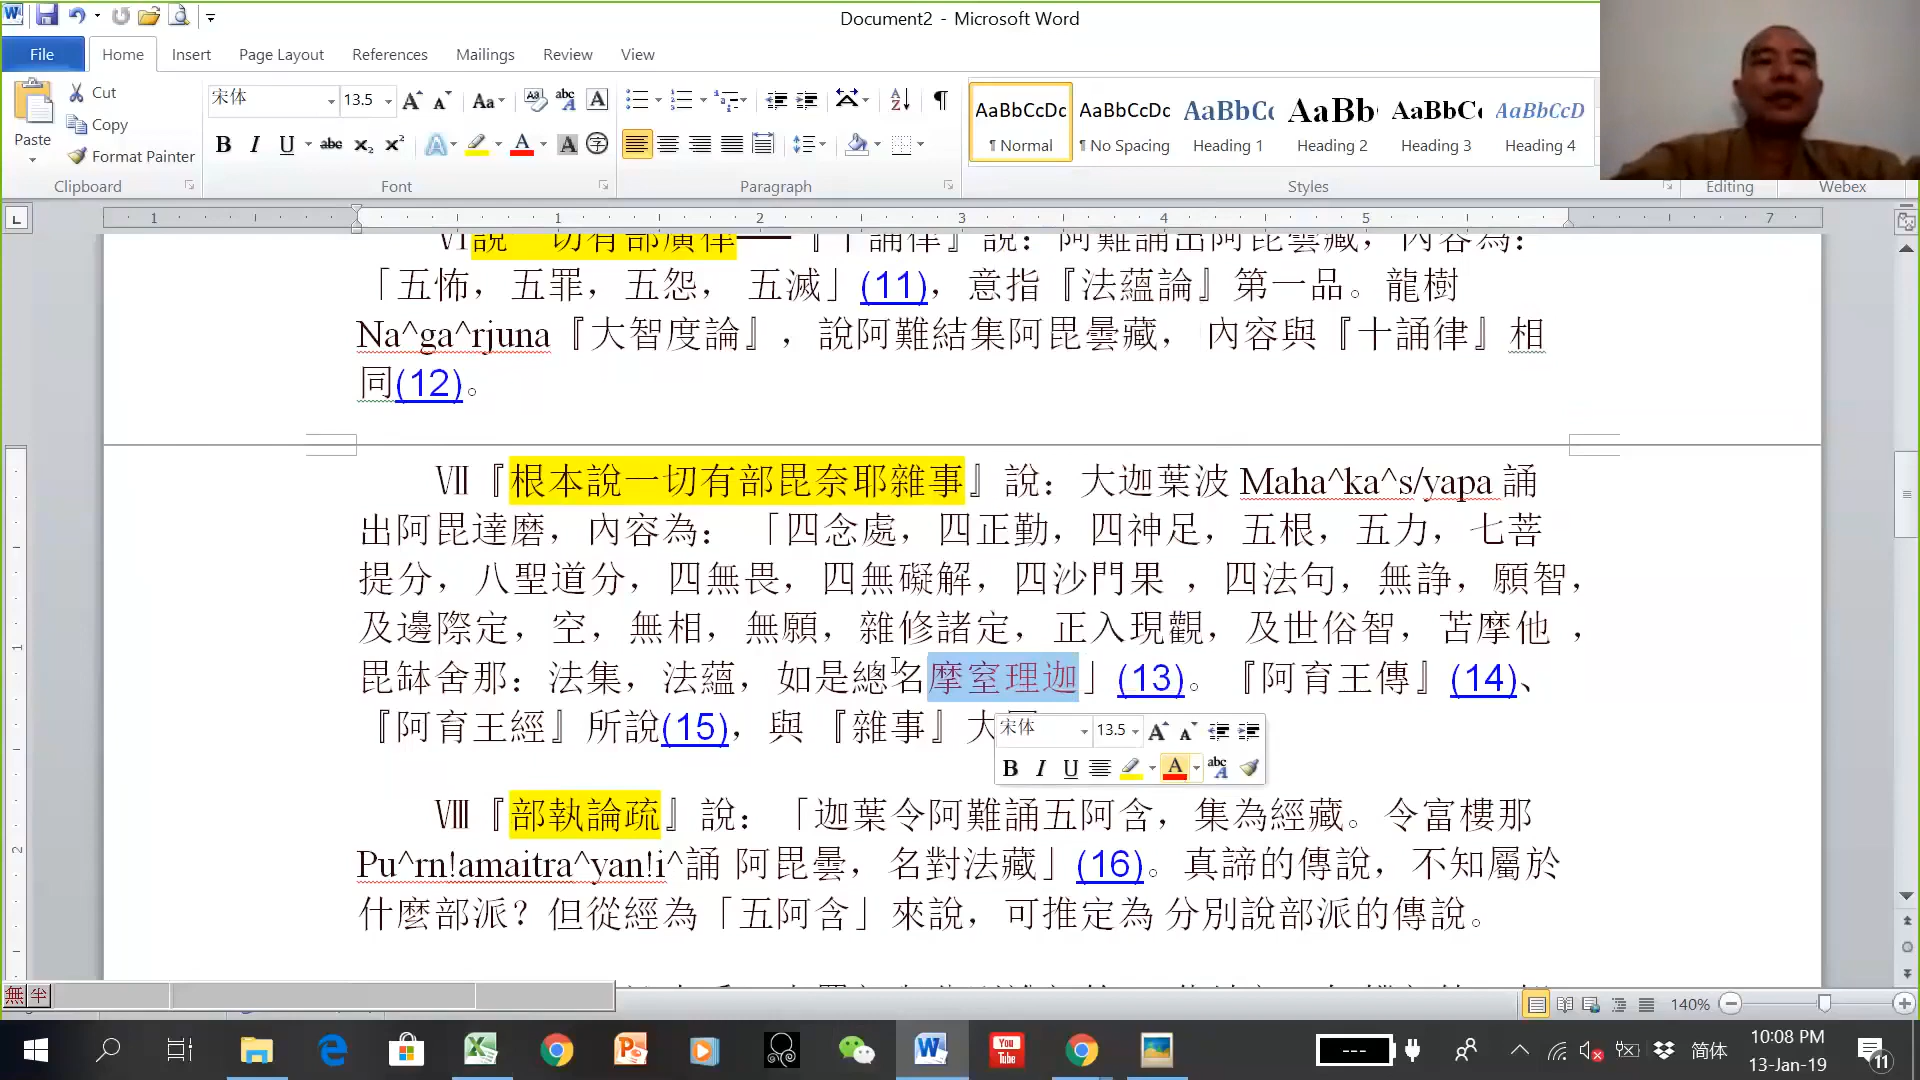 Document2 - Microsoft Word
File Home Insert Page Layout References Mailings Review View
Paste Cut Copy Format Painter
宋体 13.5
AaBbCcDc AaBbCcDc AaBbCc AaBb AaBbCc AaBbCcD
¶ Normal ¶ No Spacing Heading 1 Heading 2 Heading 3 Heading 4
Clipboard Font Paragraph Styles Editing Webex
1 1 2 3 4 5 7
「五怖，五罪，五怨， 五滅」(11)，意指『法蘊論』第一品。龍樹
Na^ga^rjuna『大智度論』，說阿難結集阿毘曇藏， 內容與『十誦律』相
同(12)。
Ⅶ『根本說一切有部毘奈耶雜事』說：大迦葉波 Maha^ka^s/yapa 誦
出阿毘達磨，內容為： 「四念處，四正勤，四神足，五根，五力，七菩
提分，八聖道分，四無畏，四無礙解，四沙門果 ，四法句，無諍，願智，
及邊際定，空，無相，無願，雜修諸定，正入現觀，及世俗智，苫摩他 ，
毘缽舍那：法集，法蘊，如是總名摩窒理迦」(13)。『阿育王傳』(14)、
『阿育王經』所說(15)，與 『雜事』大
宋体 13.5
Ⅷ『部執論疏』說：「迦葉令阿難誦五阿含，集為經藏。令富樓那
Pu^rn!amaitra^yan!i^誦 阿毘曇，名對法藏」(16)。真諦的傳說，不知屬於
什麼部派？但從經為「五阿含」來說，可推定為 分別說部派的傳說。
無 半
140%
简体 10:08 PM
13-Jan-19 11